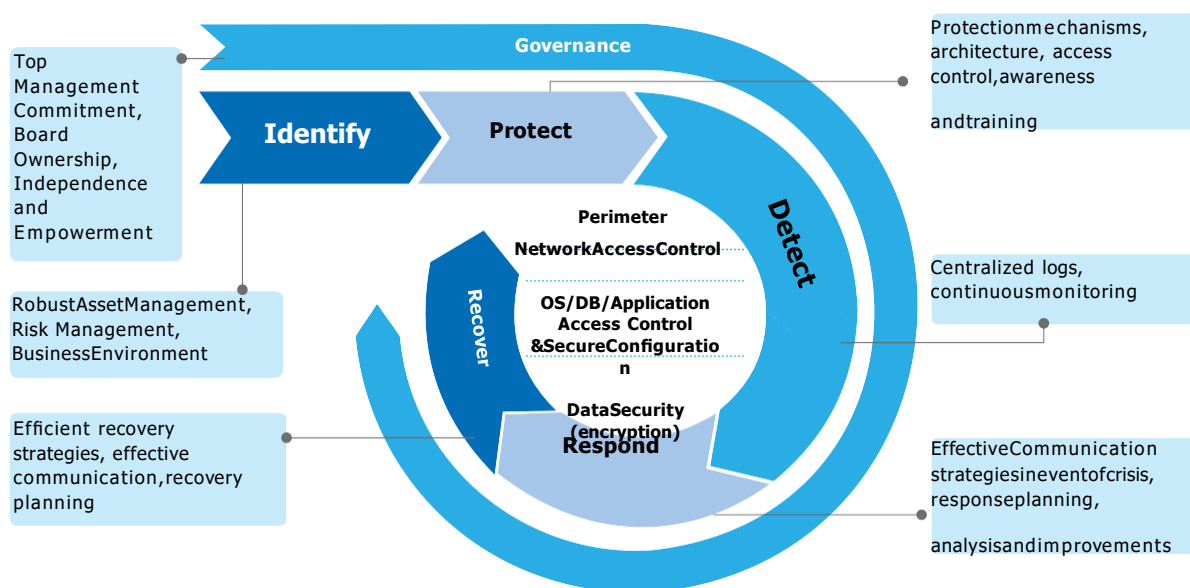 Governance
Top
Management
Commitment,
Board
Ownership,
Independence
and
Empowerment
Protectionmechanisms,
architecture, access
control,awareness
andtraining
Identify
Protect
Detect
Perimeter
NetworkAccessControl
OS/DB/Application
Access Control
&SecureConfiguratio
n
DataSecurity
(encryption)
Respond
Recover
RobustAssetManagement,
Risk Management,
BusinessEnvironment
Centralized logs,
continuousmonitoring
Efficient recovery
strategies, effective
communication,recovery
planning
EffectiveCommunication
strategiesineventofcrisis,
responseplanning,
analysisandimprovements